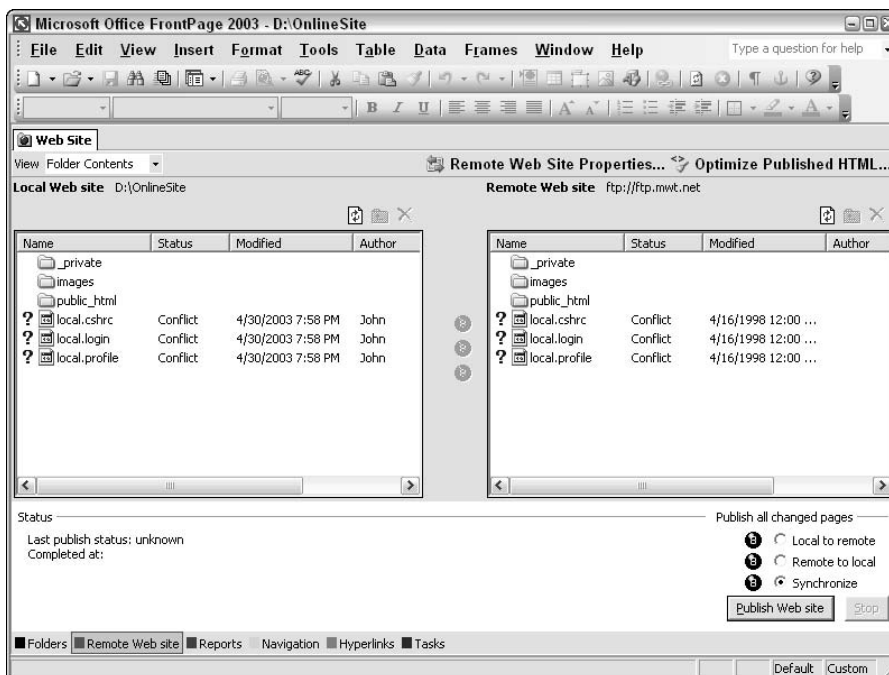 Microsoft Office FrontPage 2003 - D:\OnlineSite
File Edit View Insert Format Tools Table Data Frames Window Help Type a question for help
B I U A A A
Web Site
View Folder Contents Remote Web Site Properties... Optimize Published HTML...
Local Web site D:\OnlineSite Remote Web site ftp://ftp.mwt.net
Name Status Modified Author Name Status Modified Author
_private _private
images images
public_html public_html
? local.cshrc Conflict 4/30/2003 7:58 PM John ? local.cshrc Conflict 4/16/1998 12:00 ...
? local.login Conflict 4/30/2003 7:58 PM John ? local.login Conflict 4/16/1998 12:00 ...
? local.profile Conflict 4/30/2003 7:58 PM John ? local.profile Conflict 4/16/1998 12:00 ...
Status Publish all changed pages
Last publish status: unknown Local to remote
Completed at: Remote to local
Synchronize
Publish Web site Stop
Folders Remote Web site Reports Navigation Hyperlinks Tasks
Default Custom